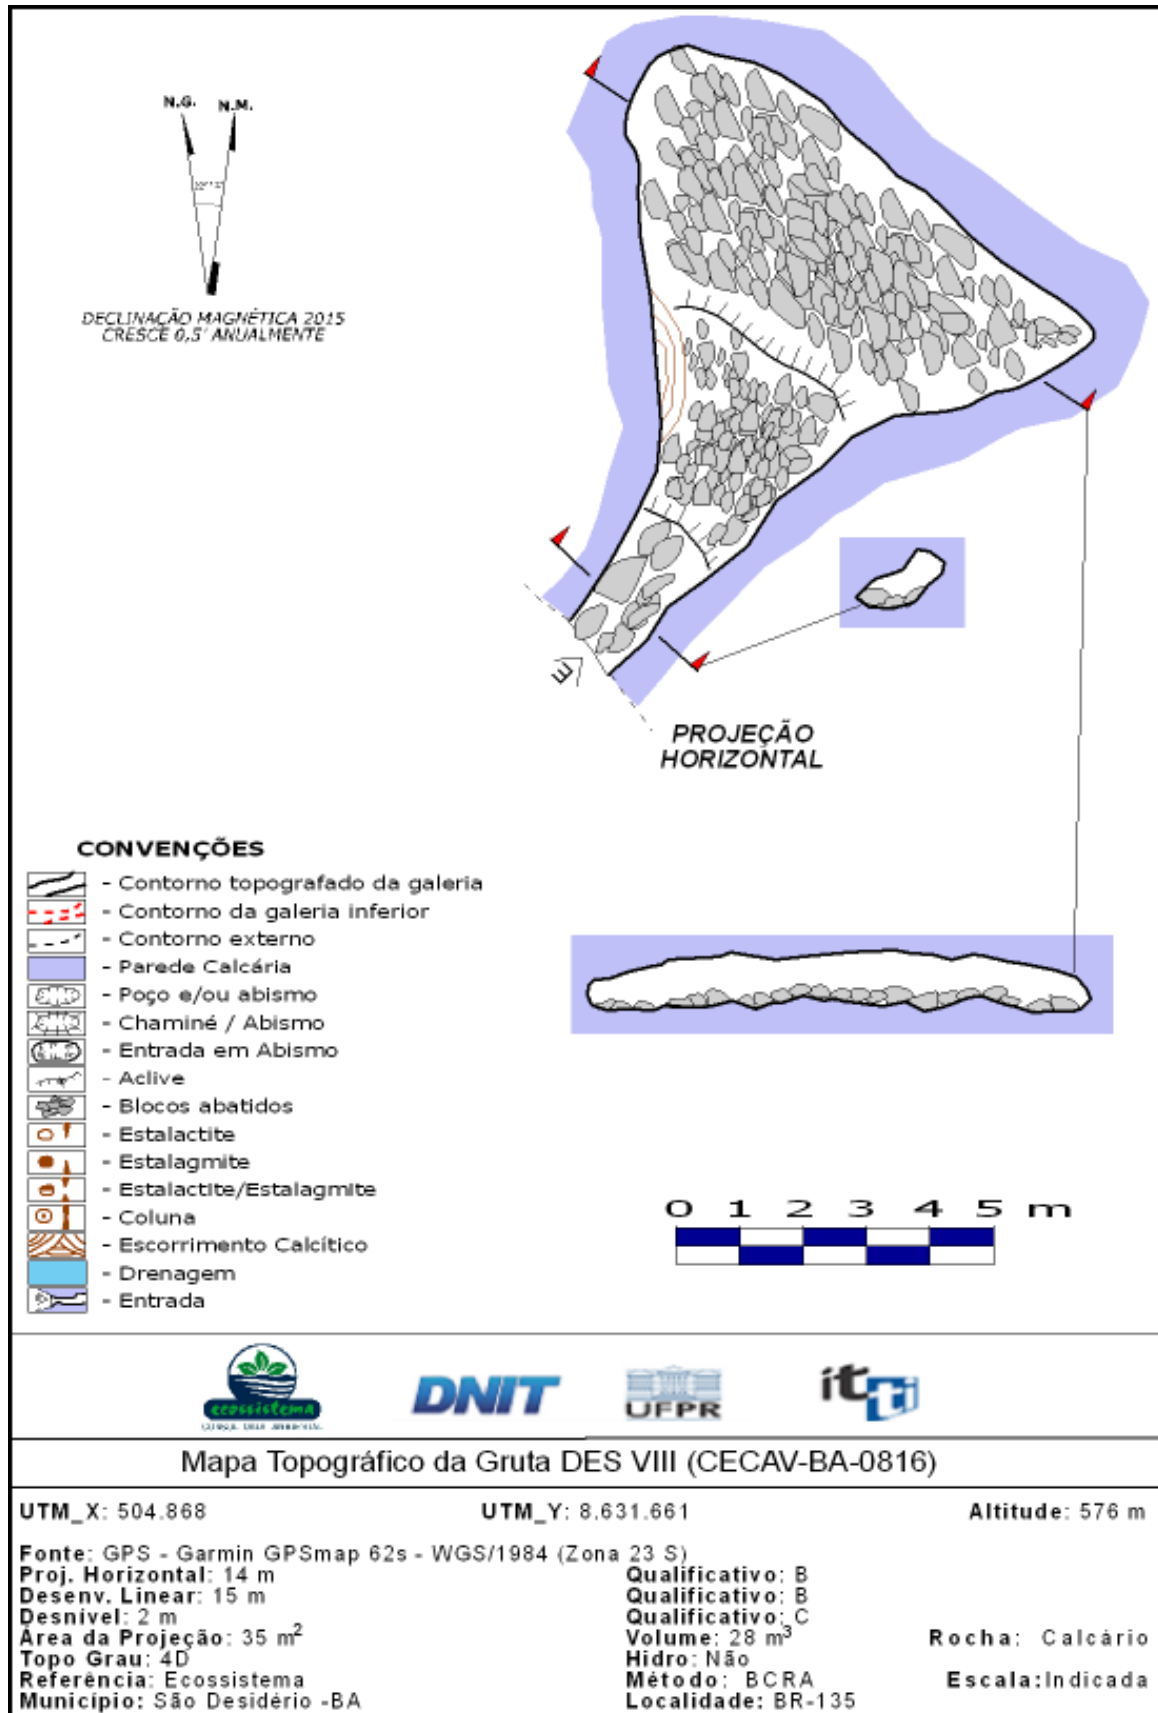 N.G. N.M.
DECLINAÇÃO MAGNÉTICA 2015
CRESCE 0,5' ANUALMENTE
E
PROJEÇÃO
HORIZONTAL
CONVENÇÕES
- Contorno topografado da galeria
- Contorno da galeria inferior
- Contorno externo
- Parede Calcária
- Poço e/ou abismo
- Chaminé / Abismo
- Entrada em Abismo
- Aclive
- Blocos abatidos
- Estalactite
- Estalagmite
- Estalactite/Estalagmite
- Coluna
- Escorrimento Calcítico
- Drenagem
- Entrada
0 1 2 3 4 5 m
ecossistema
DNIT
UFPR
itti
Mapa Topográfico da Gruta DES VIII (CECAV-BA-0816)
UTM_X: 504.868 UTM_Y: 8.631.661 Altitude: 576 m
Fonte: GPS - Garmin GPSmap 62s - WGS/1984 (Zona 23 S)
Proj. Horizontal: 14 m Qualificativo: B
Desenv. Linear: 15 m Qualificativo: B
Desnível: 2 m Qualificativo: C
Área da Projeção: 35 m² Volume: 28 m³ Rocha: Calcário
Topo Grau: 4D Hidro: Não
Referência: Ecossistema Método: BCRA Escala:Indicada
Município: São Desidério -BA Localidade: BR-135